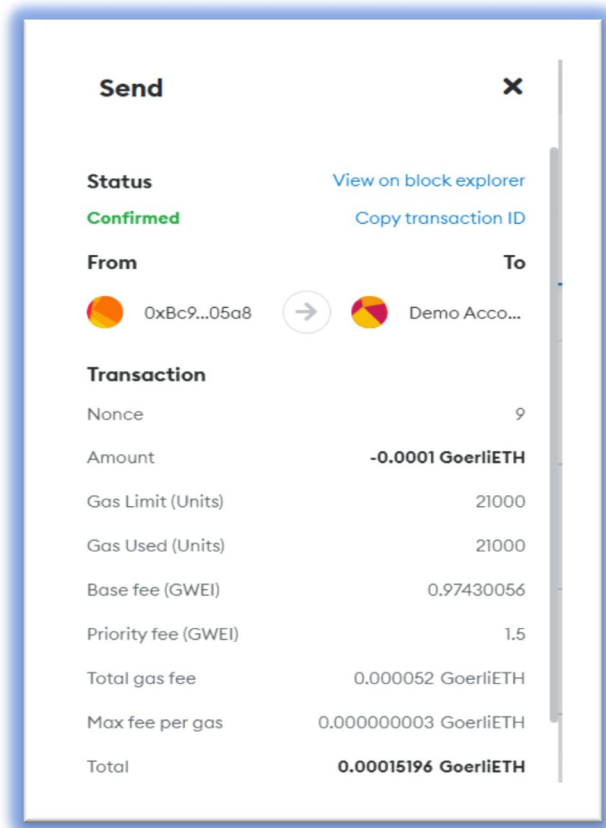 Send
Status View on block explorer
Confirmed Copy transaction ID
From To
0xBc9...05a8 Demo Acco...
Transaction
Nonce 9
Amount -0.0001 GoerliETH
Gas Limit (Units) 21000
Gas Used (Units) 21000
Base fee (GWEI) 0.97430056
Priority fee (GWEI) 1.5
Total gas fee 0.000052 GoerliETH
Max fee per gas 0.000000003 GoerliETH
Total 0.00015196 GoerliETH